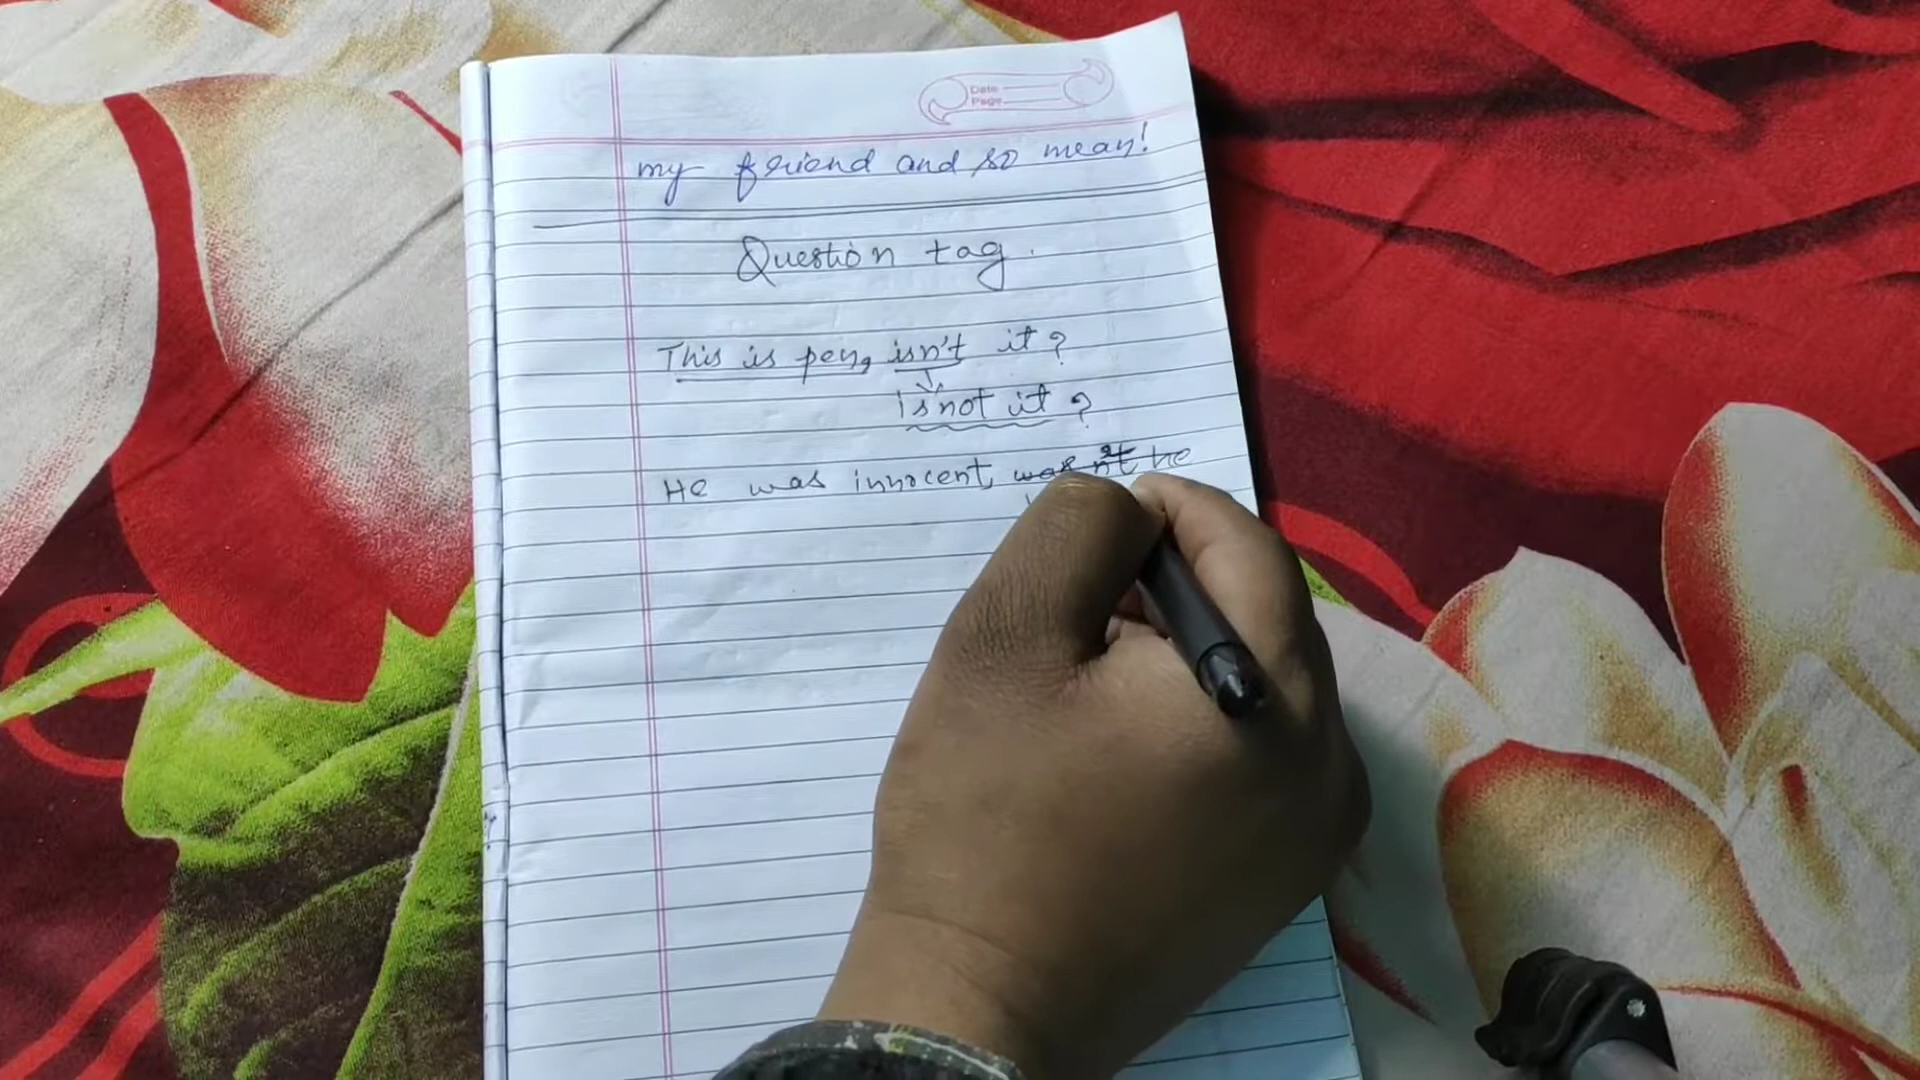 Date
Page
my friend and so mean!
Question tag.
This is pen, isn't it?
is not it?
He was innocent, wasn't he